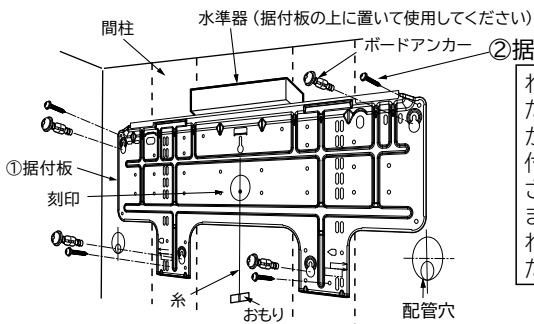 水準器（据付板の上に置いて使用してください）
間柱
ボードアンカー
②据
①据付板
刻印
糸
おもり
配管穴